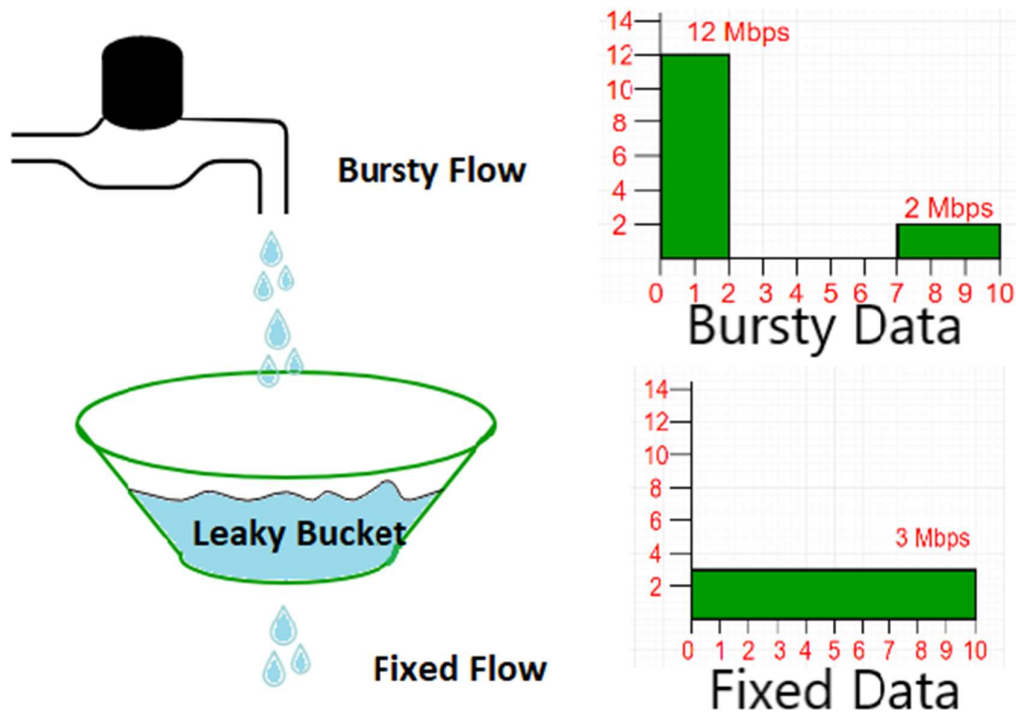 Bursty Flow
Leaky Bucket
Fixed Flow
14
12 Mbps
12
10
8
6
4
2 Mbps
2
0 1 2 3 4 5 6 7 8 9 10
Bursty Data
14
12
10
8
6
3 Mbps
4
2
0 1 2 3 4 5 6 7 8 9 10
Fixed Data